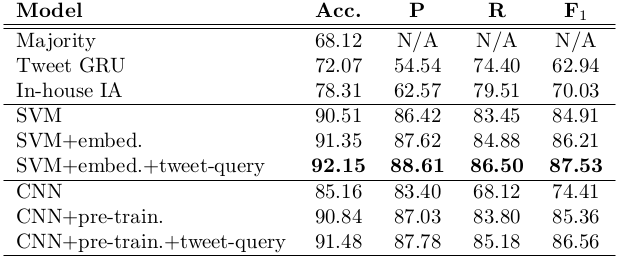 Model Acc. P R F1
Majority 68.12 N/A N/A N/A
Tweet GRU 72.07 54.54 74.40 62.94
In-house IA 78.31 62.57 79.51 70.03
SVM 90.51 86.42 83.45 84.91
SVM+embed. 91.35 87.62 84.88 86.21
SVM+embed.+tweet-query 92.15 88.61 86.50 87.53
CNN 85.16 83.40 68.12 74.41
CNN+pre-train. 90.84 87.03 83.80 85.36
CNN+pre-train.+tweet-query 91.48 87.78 85.18 86.56